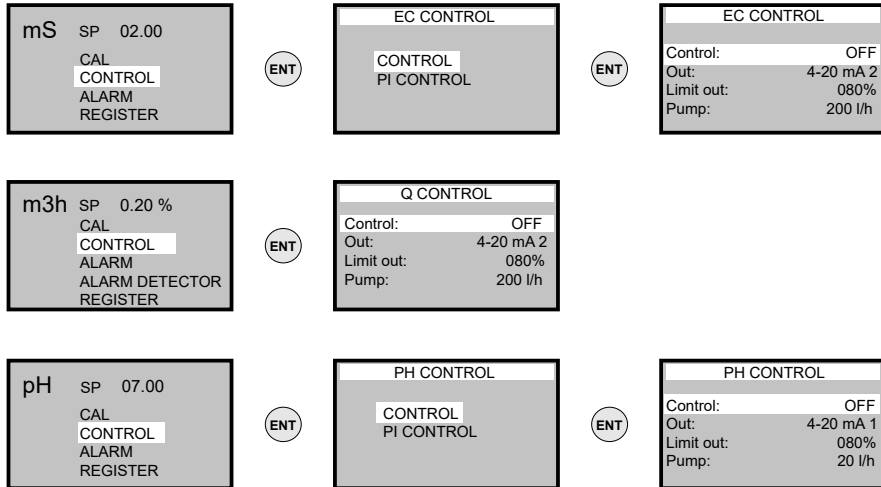 mS SP 02.00
CAL
CONTROL
ALARM
REGISTER
ENT
EC CONTROL
CONTROL
PI CONTROL
ENT
EC CONTROL
Control: OFF
Out: 4-20 mA 2
Limit out: 080%
Pump: 200 l/h
m3h SP 0.20 %
CAL
CONTROL
ALARM
ALARM DETECTOR
REGISTER
ENT
Q CONTROL
Control: OFF
Out: 4-20 mA 2
Limit out: 080%
Pump: 200 l/h
pH SP 07.00
CAL
CONTROL
ALARM
REGISTER
ENT
PH CONTROL
CONTROL
PI CONTROL
ENT
PH CONTROL
Control: OFF
Out: 4-20 mA 1
Limit out: 080%
Pump: 20 l/h